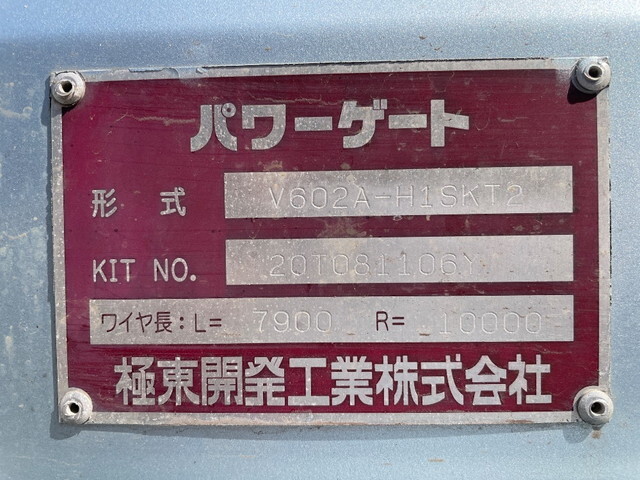 パワーゲート
形 式 V602A-H1SKT2
KIT NO. 20T081106Y
ワイヤ長:L= 7900 R= 10000
極東開発工業株式会社